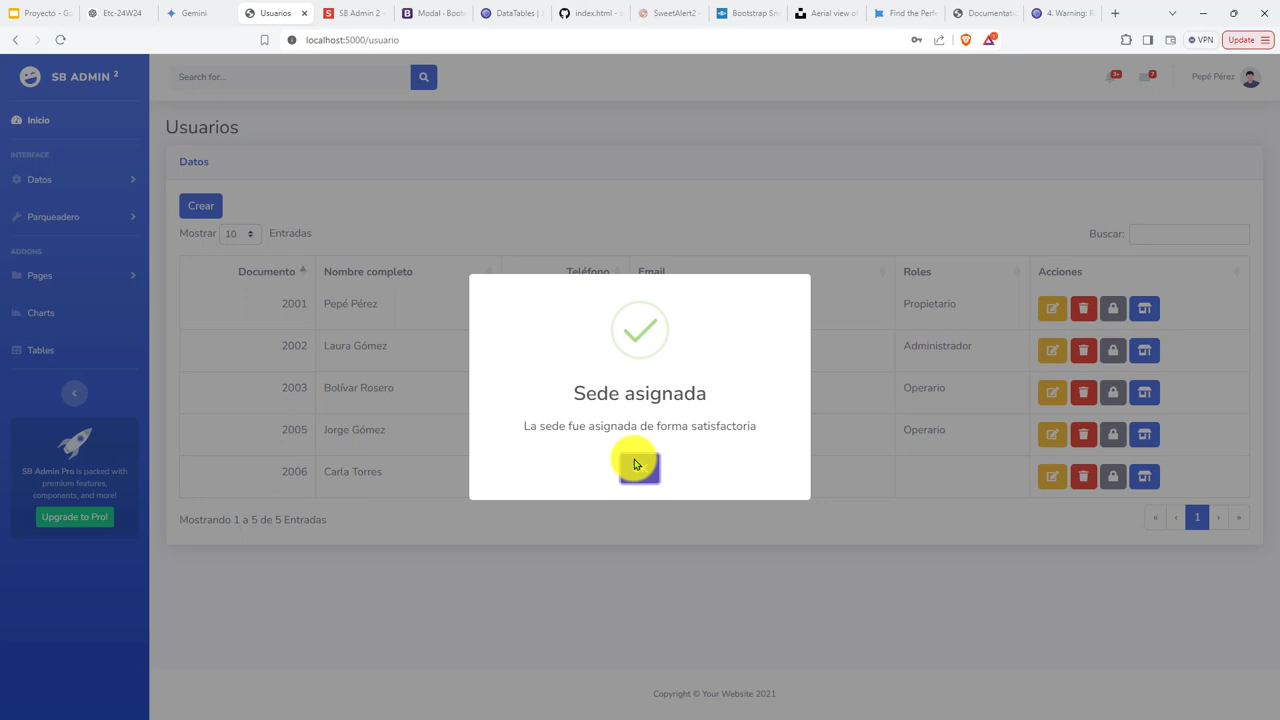 Proyecto - G
Etc-24W24
Gemini
Usuarios
SB Admin 2 -
Modal · Boots
DataTables | J
index.html - s
SweetAlert2
Bootstrap Sn
Aerial view of
Find the Perf
Documentati
4. Warning: R
localhost:5000/usuario
VPN
Update
SB ADMIN 2
Search for...
3+
7
Pepé Pérez
Inicio
INTERFACE
Datos
Parqueadero
ADDONS
Pages
Charts
Tables
SB Admin Pro is packed with
premium features,
components, and more!
Upgrade to Pro!
Usuarios
Datos
Crear
Mostrar 10 Entradas
Buscar:
Documento Nombre completo Teléfono Email Roles Acciones
2001 Pepé Pérez Propietario
2002 Laura Gómez Administrador
2003 Bolívar Rosero Operario
2005 Jorge Gómez Operario
2006 Carla Torres
Mostrando 1 a 5 de 5 Entradas
« ‹ 1 › »
Sede asignada
La sede fue asignada de forma satisfactoria
Copyright © Your Website 2021